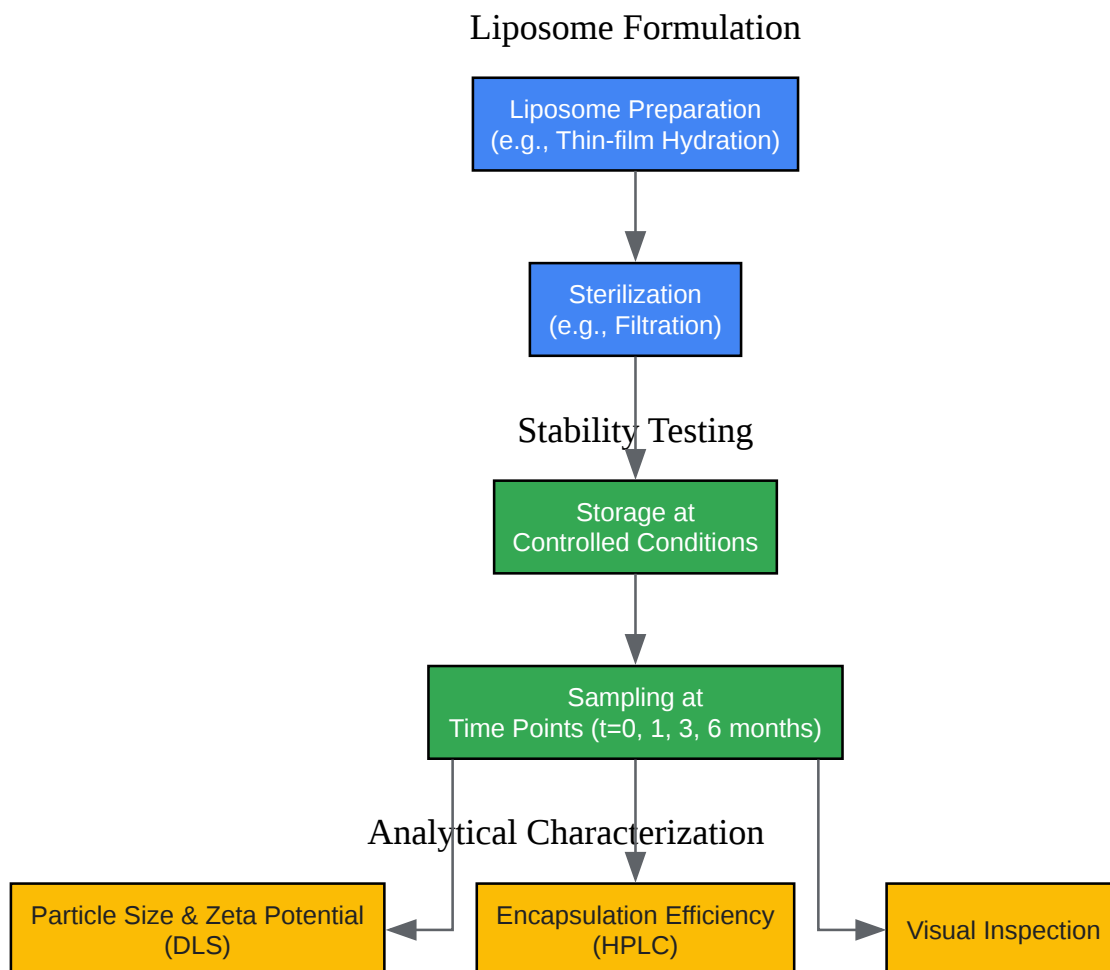 Liposome Formulation
Liposome Preparation
(e.g., Thin-film Hydration)
Sterilization
(e.g., Filtration)
Stability Testing
Storage at
Controlled Conditions
Sampling at
Time Points (t=0, 1, 3, 6 months)
Analytical Characterization
Particle Size & Zeta Potential
(DLS)
Encapsulation Efficiency
(HPLC)
Visual Inspection